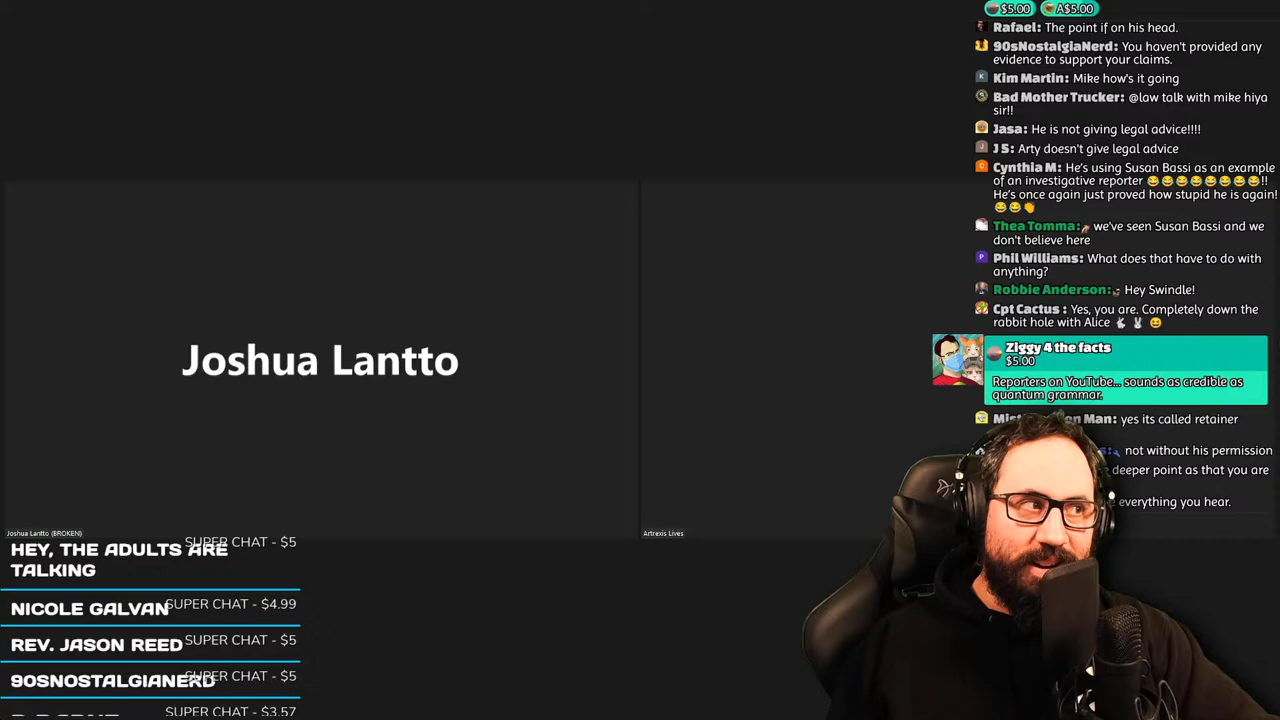 $5.00
A$5.00
Rafael: The point if on his head.
90sNostalgiaNerd: You haven't provided any
evidence to support your claims.
Kim Martin: Mike how's it going
Bad Mother Trucker: @law talk with mike hiya
sir!!
Jasa: He is not giving legal advice!!!!
J S: Arty doesn't give legal advice
Cynthia M: He's using Susan Bassi as an example
of an investigative reporter 😂😂😂😂😂😂😂😂!!
He's once again just proved how stupid he is again!
😂😂👏
Thea Tomma: we've seen Susan Bassi and we
don't believe here
Phil Williams: What does that have to do with
anything?
Robbie Anderson: Hey Swindle!
Cpt Cactus : Yes, you are. Completely down the
rabbit hole with Alice 🐇 🐰 😆
Ziggy 4 the facts
$5.00
Reporters on YouTube... sounds as credible as
quantum grammar.
Man: yes its called retainer
not without his permission
deeper point as that you are
everything you hear.
Joshua Lantto
Joshua Lantto (BROKEN)
Artrexis Lives
HEY, THE ADULTS ARE
TALKING
SUPER CHAT - $5
NICOLE GALVAN
SUPER CHAT - $4.99
REV. JASON REED
SUPER CHAT - $5
90SNOSTALGIANERD
SUPER CHAT - $5
SUPER CHAT - $3.57